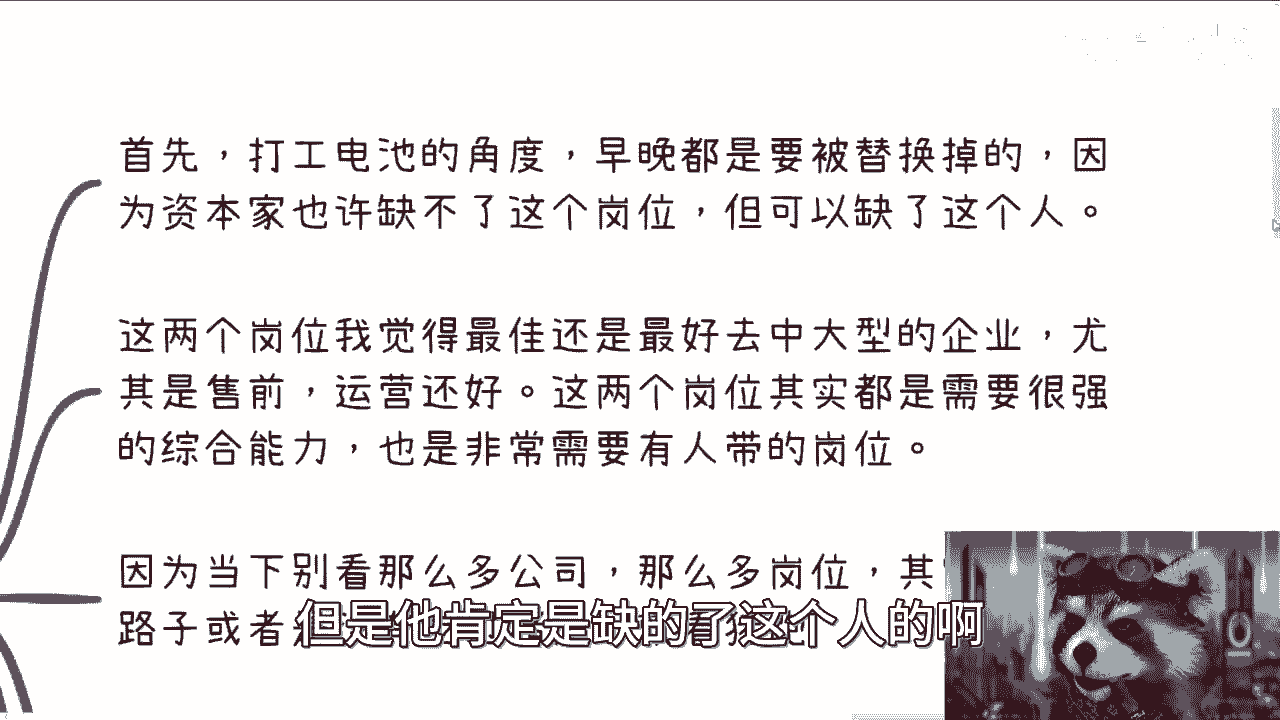 首先，打工电池的角度，早晚都是要被替换掉的，因
为资本家也许缺不了这个岗位，但可以缺了这个人。
这两个岗位我觉得最佳还是最好去中大型的企业，尤
其是售前，运营还好。这两个岗位其实都是需要很强
的综合能力，也是非常需要有人带的岗位。
因为当下别看那么多公司，那么多岗位，其
路子或者
但是他肯定是缺的了这个人的啊